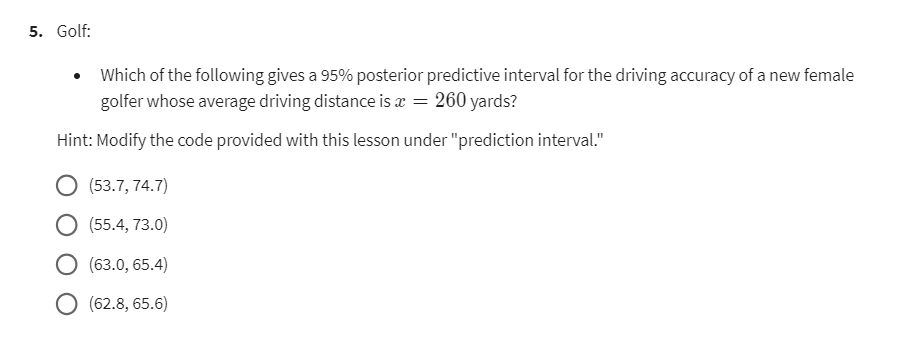 5. Golf:
• Which of the following gives a 95% posterior predictive interval for the driving accuracy of a new female
golfer whose average driving distance is x = 260 yards?
Hint: Modify the code provided with this lesson under "prediction interval."
(53.7, 74.7)
(55.4, 73.0)
(63.0, 65.4)
(62.8, 65.6)